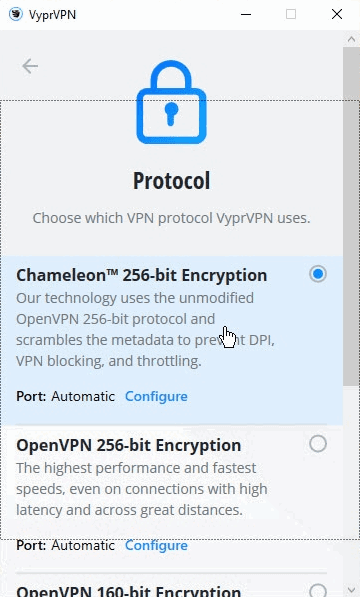 VyprVPN
Protocol
Choose which VPN protocol VyprVPN uses.
Chameleon™ 256-bit Encryption
Our technology uses the unmodified
OpenVPN 256-bit protocol and
scrambles the metadata to prevent DPI,
VPN blocking, and throttling.
Port: Automatic Configure
OpenVPN 256-bit Encryption
The highest performance and fastest
speeds, even on connections with high
latency and across great distances.
Port: Automatic Configure
OpenVPN 160-bit Encryption